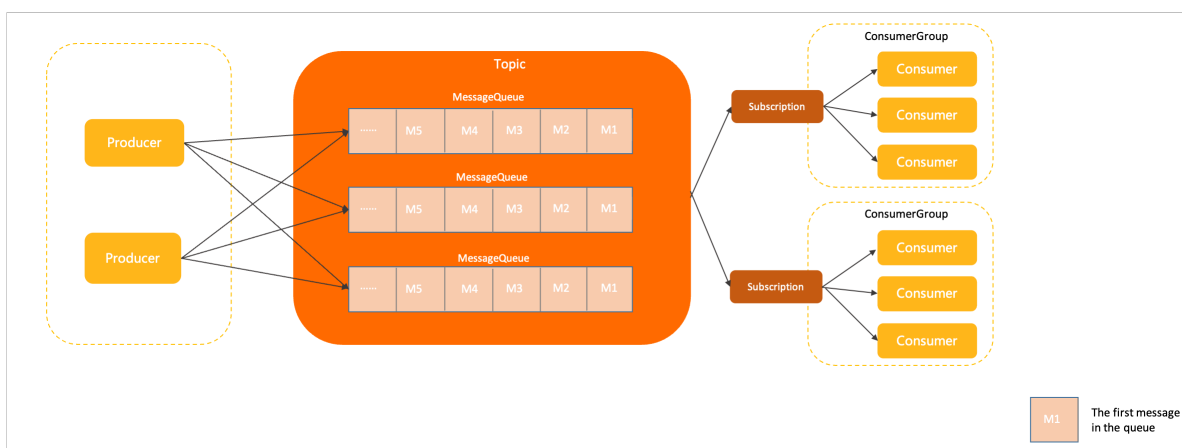 Producer
Producer
Topic
MessageQueue
...... M5 M4 M3 M2 M1
MessageQueue
...... M5 M4 M3 M2 M1
MessageQueue
...... M5 M4 M3 M2 M1
Subscription
ConsumerGroup
Consumer
Consumer
Consumer
Subscription
ConsumerGroup
Consumer
Consumer
Consumer
M1
The first message
in the queue